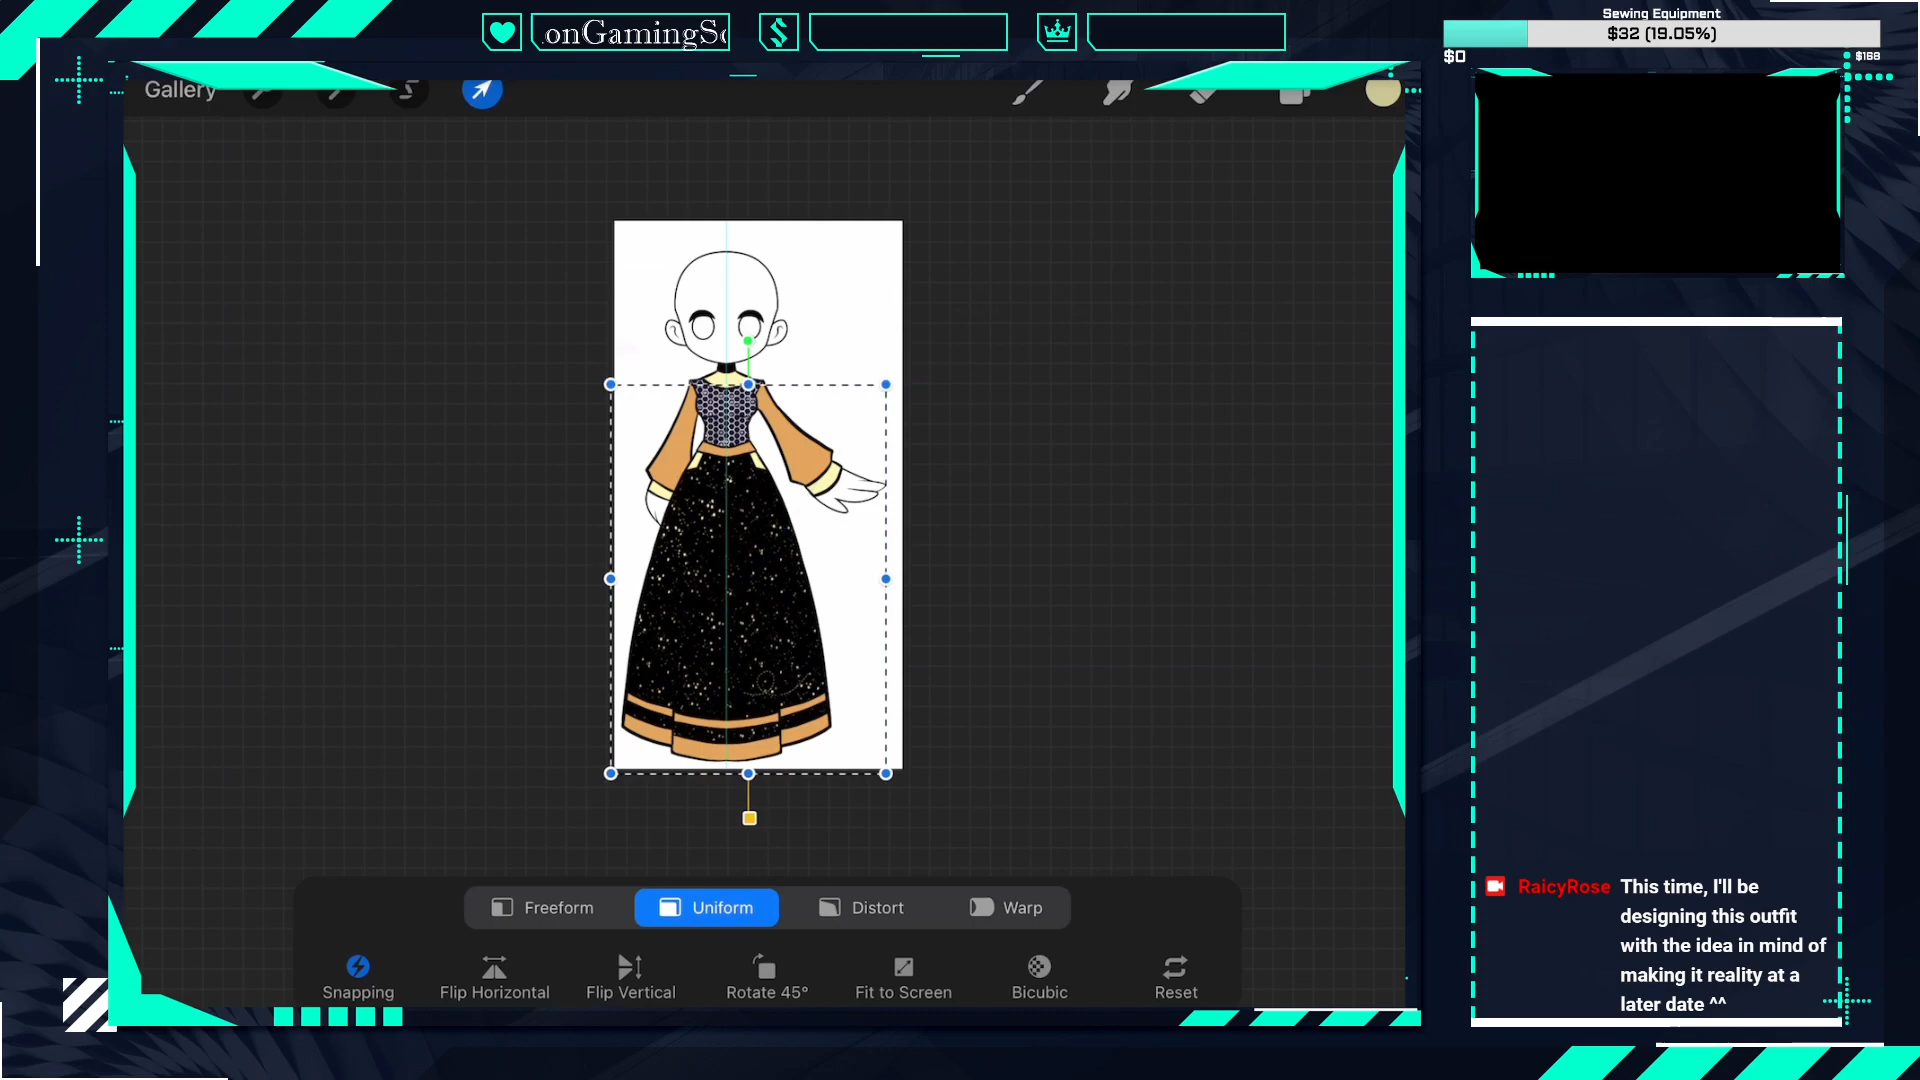 .onGamingSo
Sewing Equipment
$32 (19.05%)
$0
$168
Gallery
RaicyRose This time, I'll be
designing this outfit
with the idea in mind of
making it reality at a
later date ^^
Freeform
Uniform
Distort
Warp
Snapping
Flip Horizontal
Flip Vertical
Rotate 45°
Fit to Screen
Bicubic
Reset